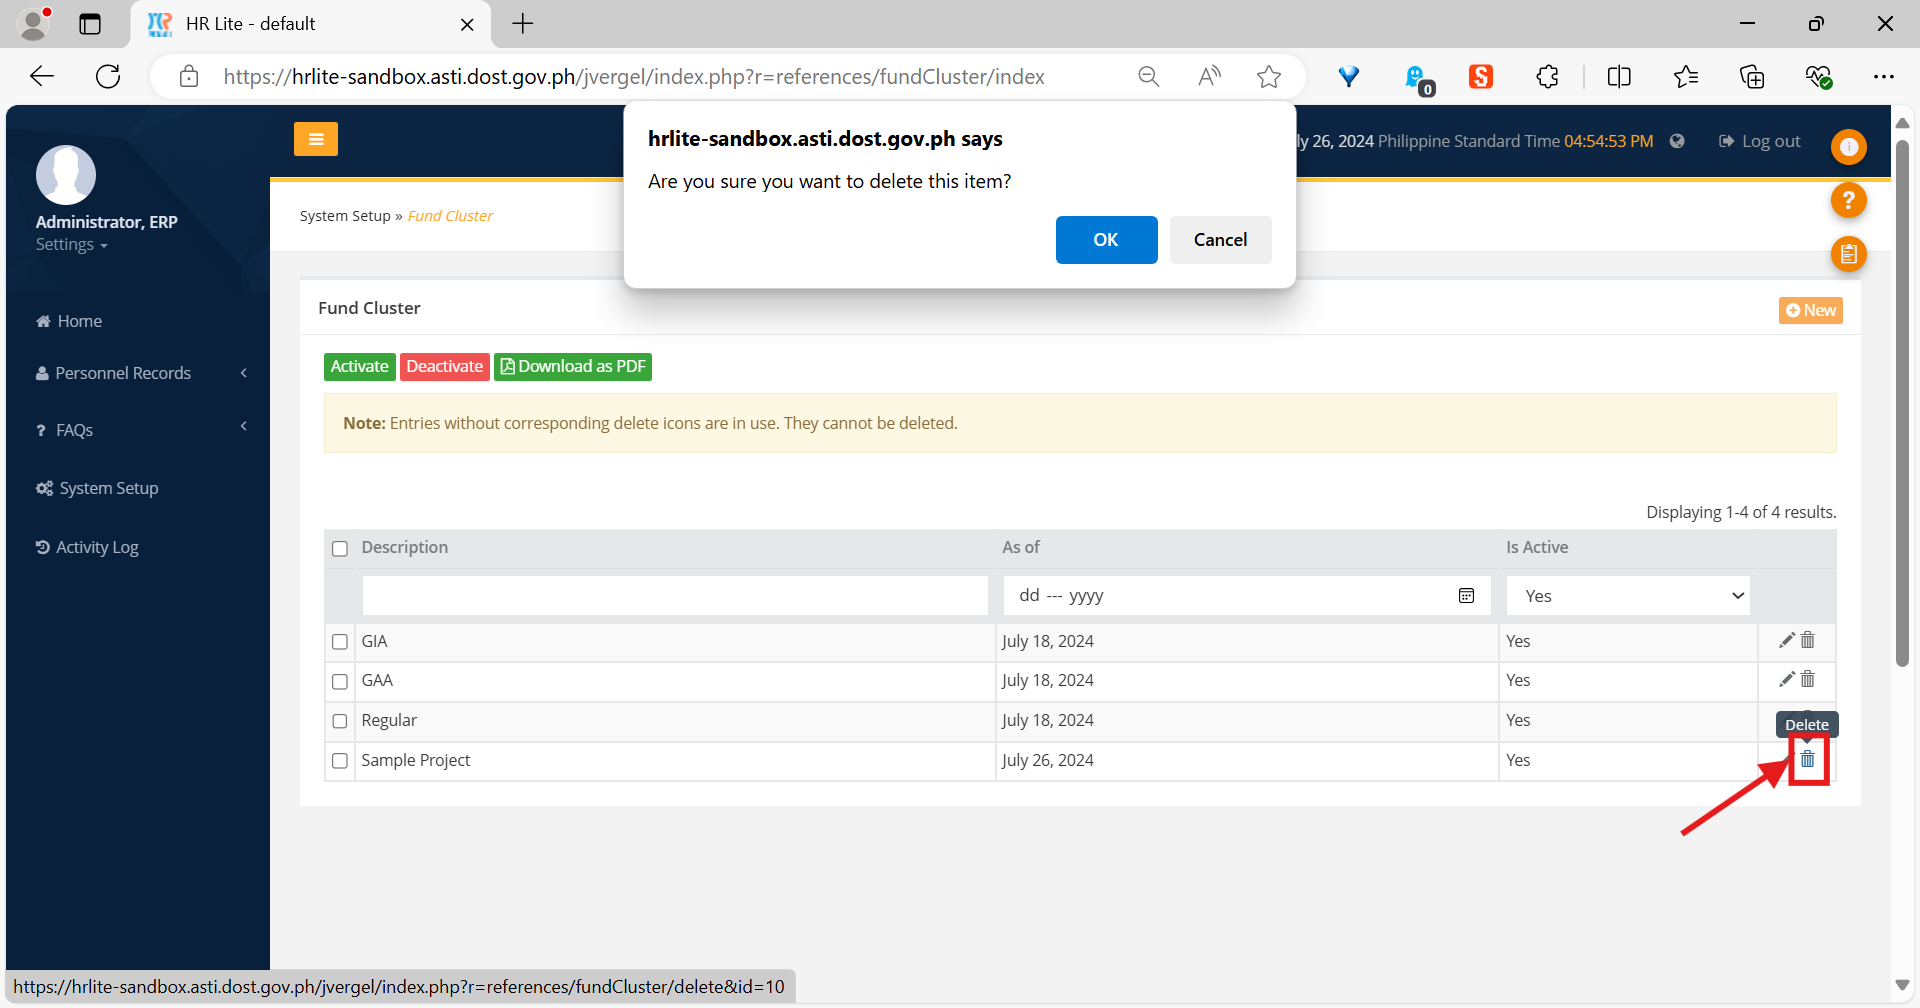 HR Lite - default
https://hrlite-sandbox.asti.dost.gov.ph/jvergel/index.php?r=references/fundCluster/index
0
hrlite-sandbox.asti.dost.gov.ph says
Are you sure you want to delete this item?
OK
Cancel
ly 26, 2024 Philippine Standard Time 04:54:53 PM
Log out
Administrator, ERP
Settings
Home
Personnel Records
FAQs
System Setup
Activity Log
System Setup » Fund Cluster
Fund Cluster
New
Activate
Deactivate
Download as PDF
Note: Entries without corresponding delete icons are in use. They cannot be deleted.
Displaying 1-4 of 4 results.
Description As of Is Active
dd --- yyyy Yes
GIA July 18, 2024 Yes
GAA July 18, 2024 Yes
Regular July 18, 2024 Yes
Delete
Sample Project July 26, 2024 Yes
https://hrlite-sandbox.asti.dost.gov.ph/jvergel/index.php?r=references/fundCluster/delete&id=10